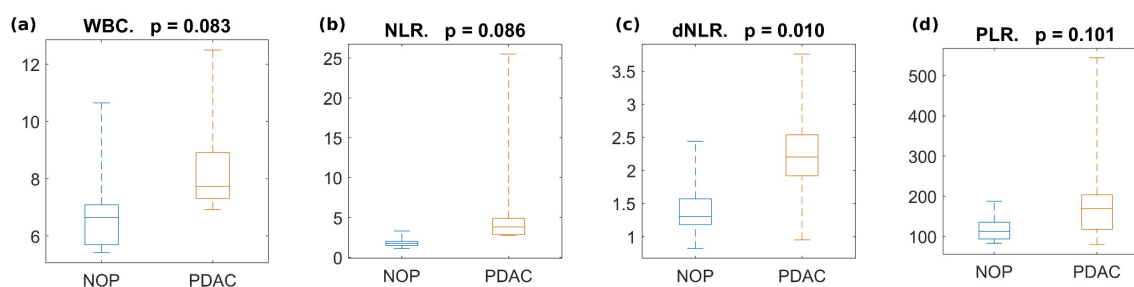 (a)
WBC. p = 0.083
12
10
8
6
NOP PDAC
(b)
NLR. p = 0.086
25
20
15
10
5
0
NOP PDAC
(c)
dNLR. p = 0.010
3.5
3
2.5
2
1.5
1
NOP PDAC
(d)
PLR. p = 0.101
500
400
300
200
100
NOP PDAC